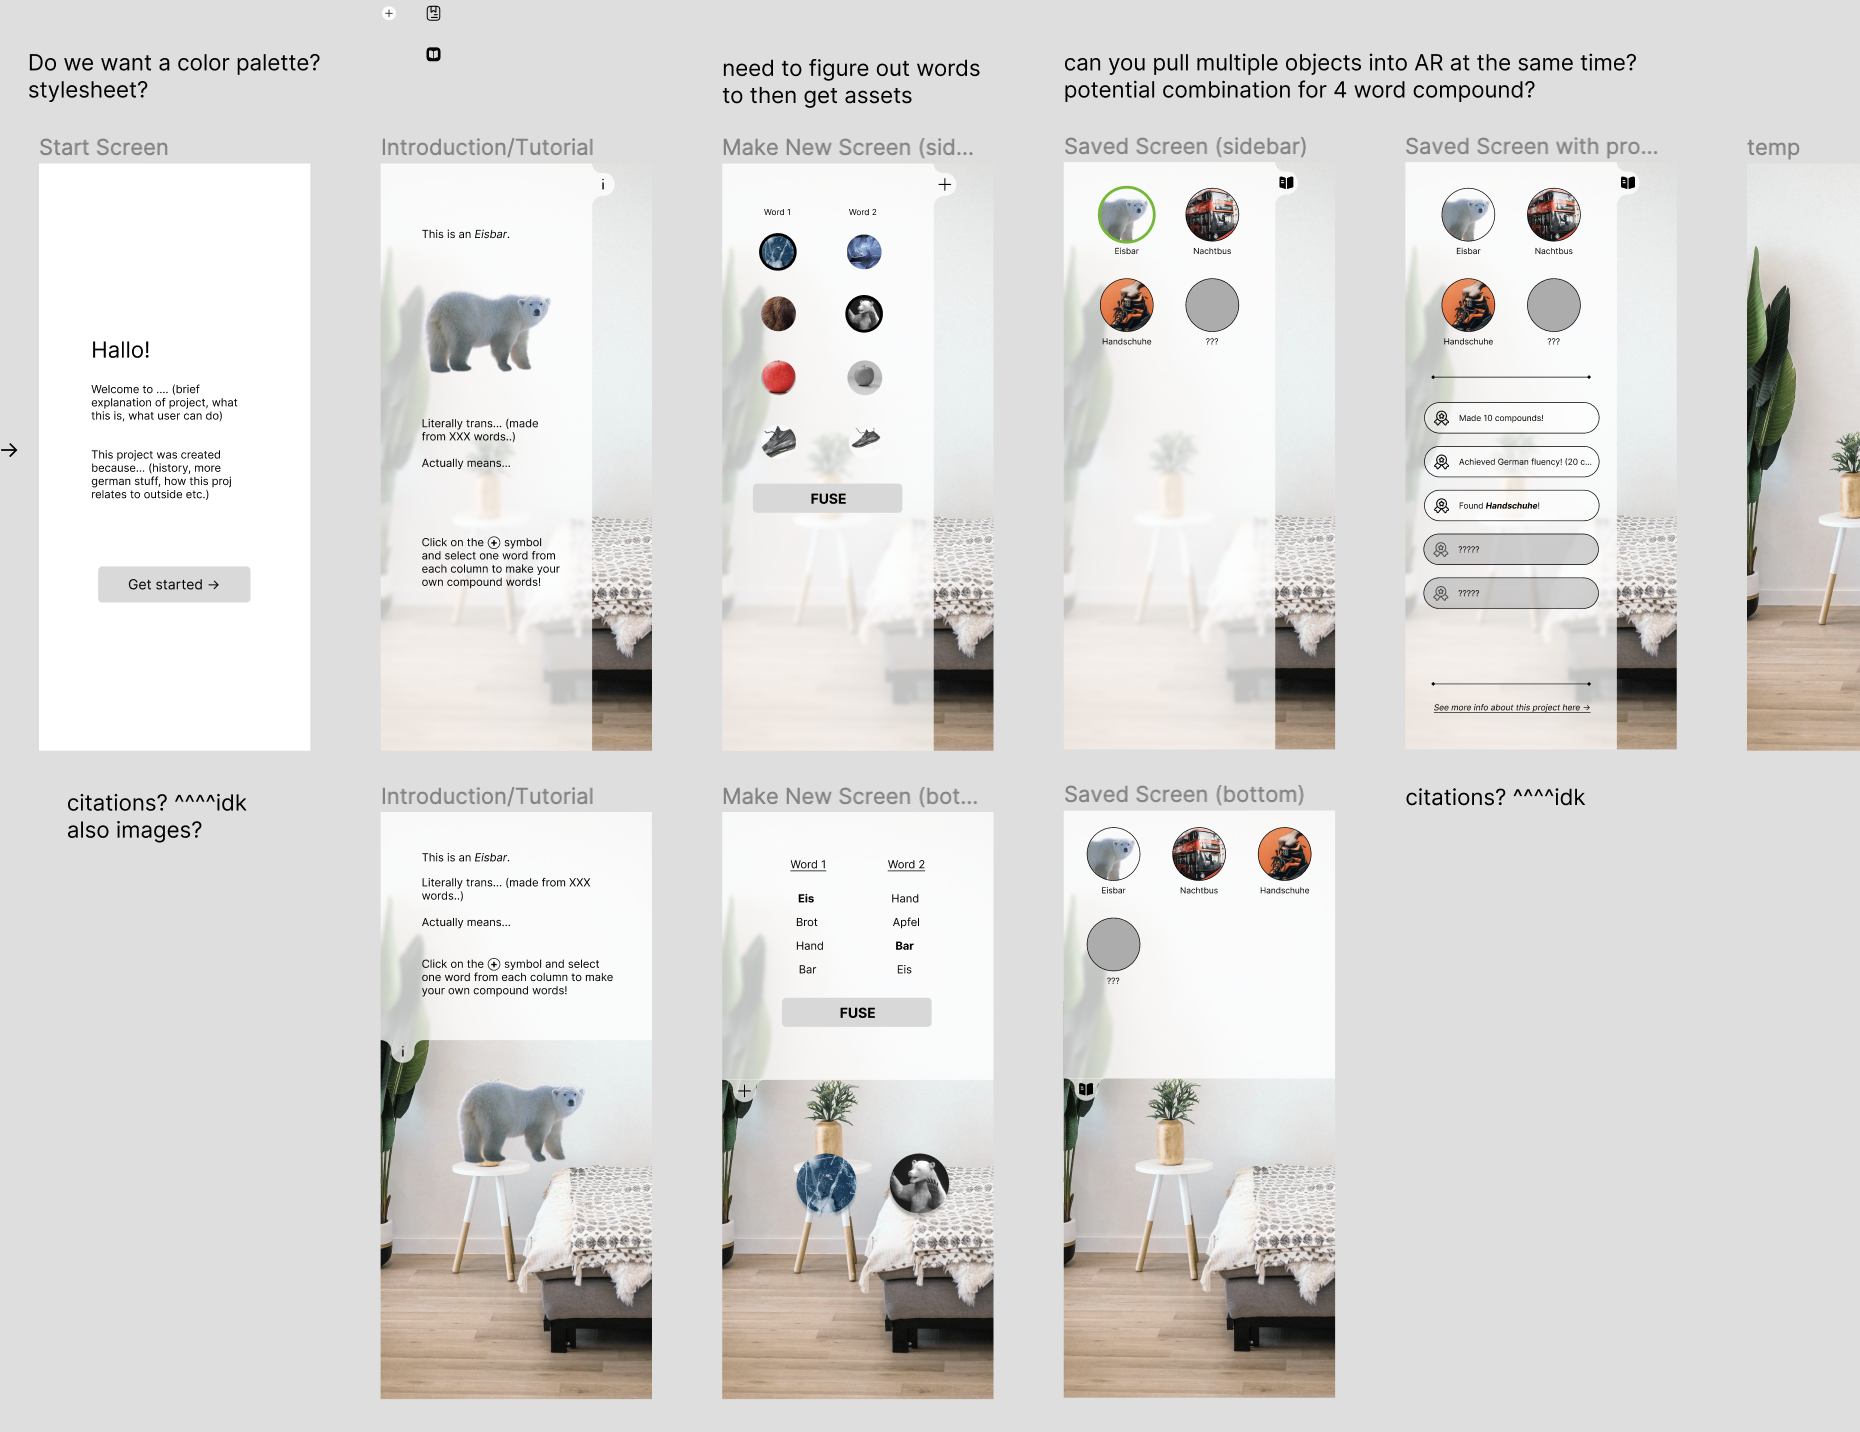 Do we want a color palette?
stylesheet?
need to figure out words
to then get assets
can you pull multiple objects into AR at the same time?
potential combination for 4 word compound?
Start Screen
Hallo!
Welcome to .... (brief
explanation of project, what
this is, what user can do)
This project was created
because... (history, more
german stuff, how this proj
relates to outside etc.)
Get started →
→
Introduction/Tutorial
i
This is an Eisbar.
Literally trans... (made
from XXX words..)
Actually means...
Click on the + symbol
and select one word from
each column to make your
own compound words!
Make New Screen (sid...
+
Word 1 Word 2
FUSE
Saved Screen (sidebar)
Eisbar Nachtbus
Handschuhe ???
Saved Screen with pro...
Eisbar Nachtbus
Handschuhe ???
Made 10 compounds!
Achieved German fluency! (20 c...
Found Handschuhe!
?????
?????
See more info about this project here →
temp
citations? ^^^^idk
also images?
Introduction/Tutorial
This is an Eisbar.
Literally trans... (made from XXX
words..)
Actually means...
Click on the + symbol and select
one word from each column to make
your own compound words!
i
Make New Screen (bot...
Word 1 Word 2
Eis Hand
Brot Apfel
Hand Bar
Bar Eis
FUSE
+
Saved Screen (bottom)
Eisbar Nachtbus Handschuhe
???
citations? ^^^^idk